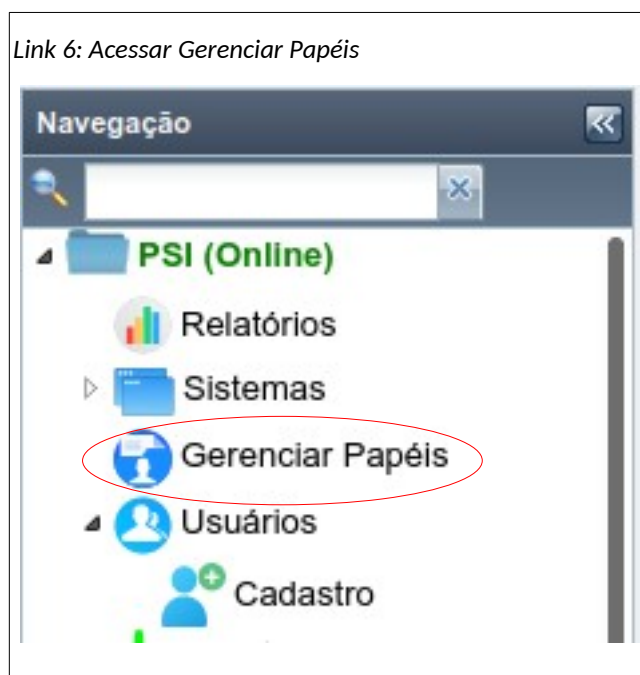 Link 6: Acessar Gerenciar Papéis
Navegação
PSI (Online)
Relatórios
Sistemas
Gerenciar Papéis
Usuários
Cadastro